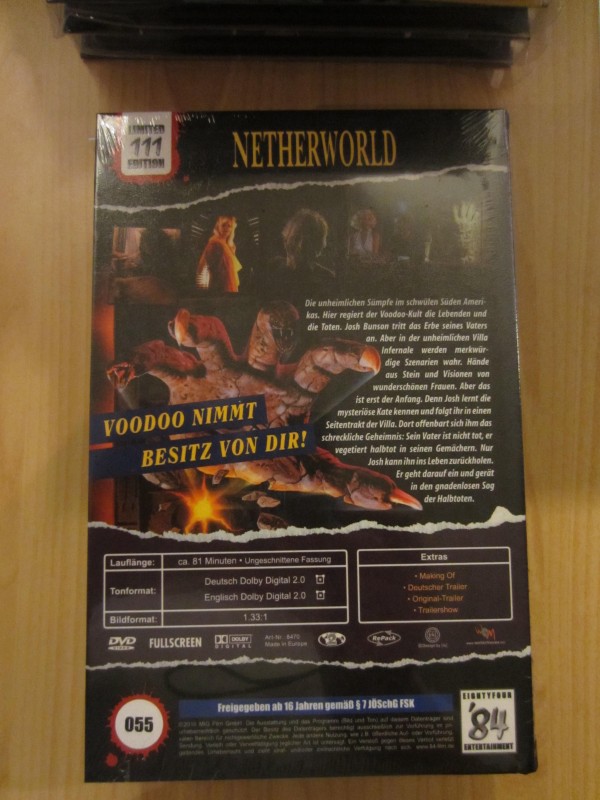 LIMITED
111
EDITION
NETHERWORLD
Die unheimlichen Sümpfe im schwülen Süden Ameri-
kas. Hier regiert der Voodoo-Kult die Lebenden und
die Toten. Josh Bunson tritt das Erbe seines Vaters
an. Aber in der unheimlichen Villa
Infernale werden merkwür-
dige Szenarien wahr. Hände
aus Stein und Visionen von
wunderschönen Frauen. Aber das
ist erst der Anfang. Denn Josh lernt die
mysteriöse Kate kennen und folgt ihr in einen
Seitentrakt der Villa. Dort offenbart sich ihm das
schreckliche Geheimnis: Sein Vater ist nicht tot, er
vegetiert halbtot in seinen Gemächern. Nur
Josh kann ihn ins Leben zurückholen.
Er geht darauf ein und gerät
in den gnadenlosen Sog
der Halbtoten.
VOODOO NIMMT
BESITZ VON DIR!
Lauflänge: ca. 81 Minuten • Ungeschnittene Fassung
Tonformat: Deutsch Dolby Digital 2.0
Englisch Dolby Digital 2.0
Bildformat: 1.33:1
Extras
• Making Of
• Deutscher Trailer
• Original-Trailer
• Trailershow
DVD
FULLSCREEN
DOLBY
DIGITAL
Made in Europe
RePack
Freigegeben ab 16 Jahren gemäß § 7 JÖSchG FSK
055
EIGHTYFOUR
'84
ENTERTAINMENT